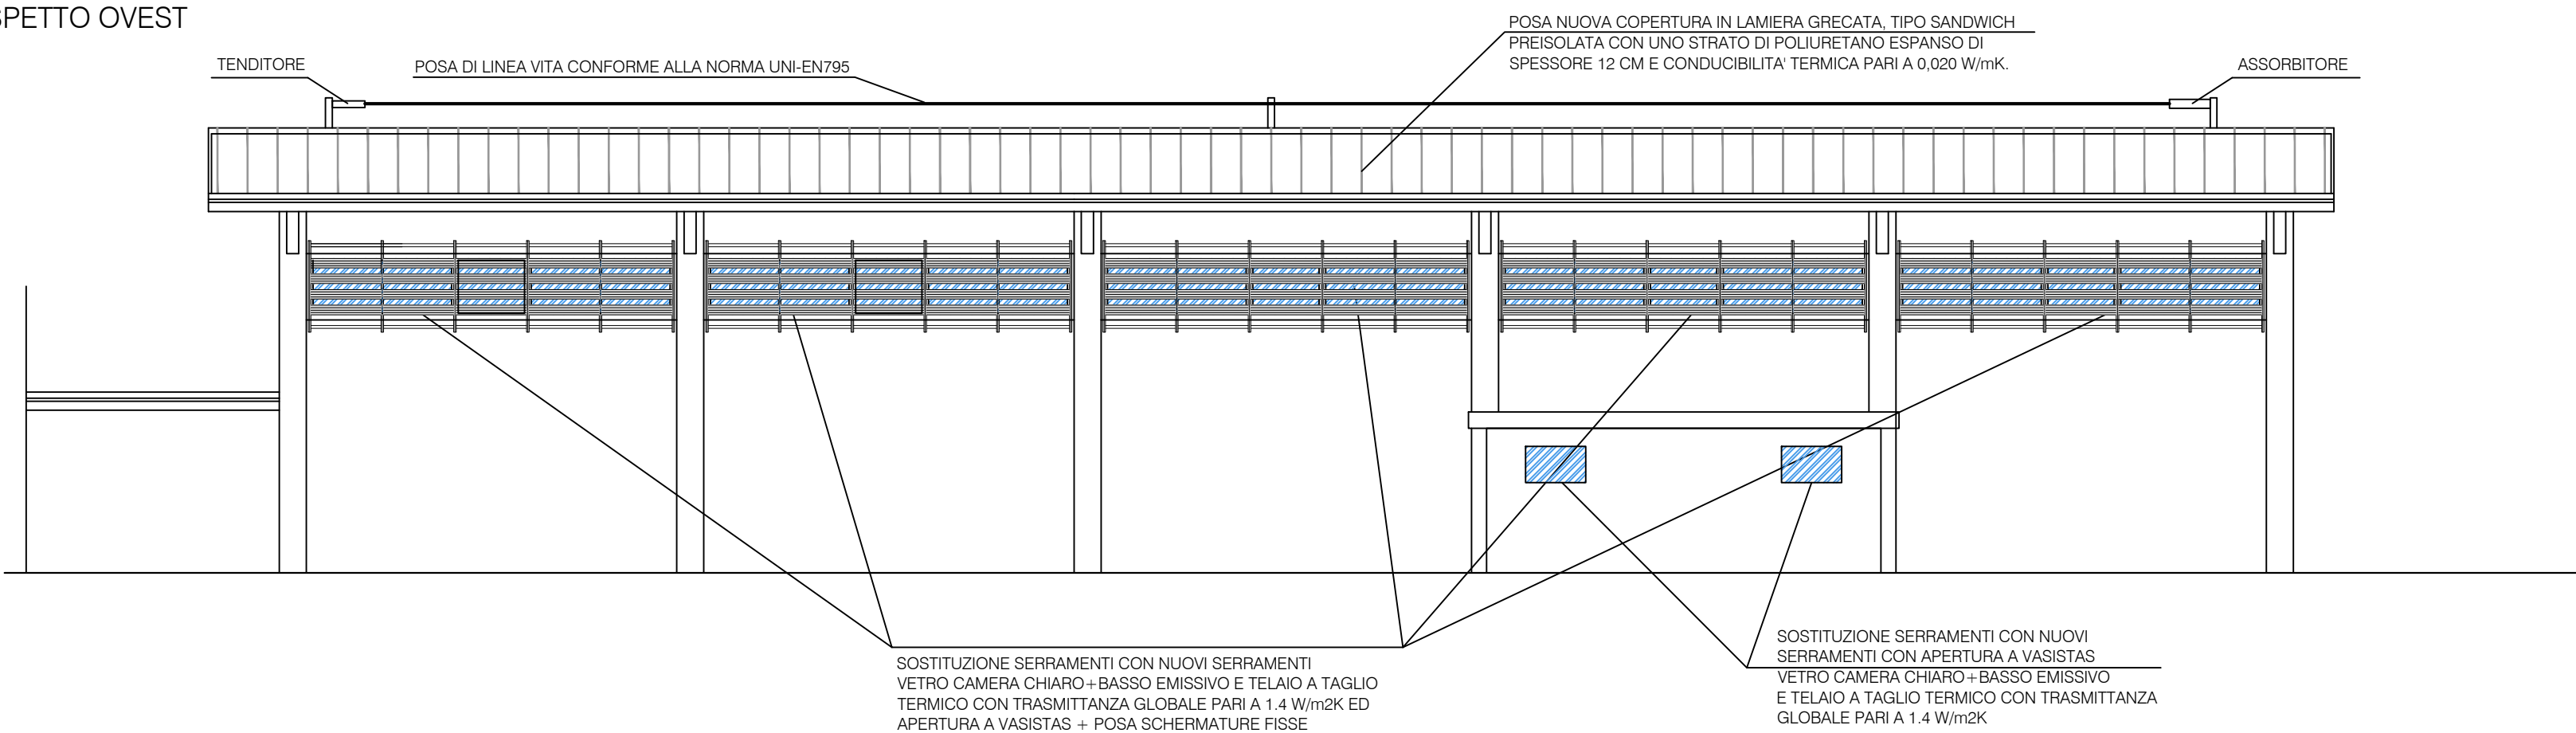 SPETTO OVEST
TENDITORE
POSA DI LINEA VITA CONFORME ALLA NORMA UNI-EN795
POSA NUOVA COPERTURA IN LAMIERA GRECATA, TIPO SANDWICH
PREISOLATA CON UNO STRATO DI POLIURETANO ESPANSO DI
SPESSORE 12 CM E CONDUCIBILITA' TERMICA PARI A 0,020 W/mK.
ASSORBITORE
SOSTITUZIONE SERRAMENTI CON NUOVI SERRAMENTI
VETRO CAMERA CHIARO+BASSO EMISSIVO E TELAIO A TAGLIO
TERMICO CON TRASMITTANZA GLOBALE PARI A 1.4 W/m2K ED
APERTURA A VASISTAS + POSA SCHERMATURE FISSE
SOSTITUZIONE SERRAMENTI CON NUOVI
SERRAMENTI CON APERTURA A VASISTAS
VETRO CAMERA CHIARO+BASSO EMISSIVO
E TELAIO A TAGLIO TERMICO CON TRASMITTANZA
GLOBALE PARI A 1.4 W/m2K